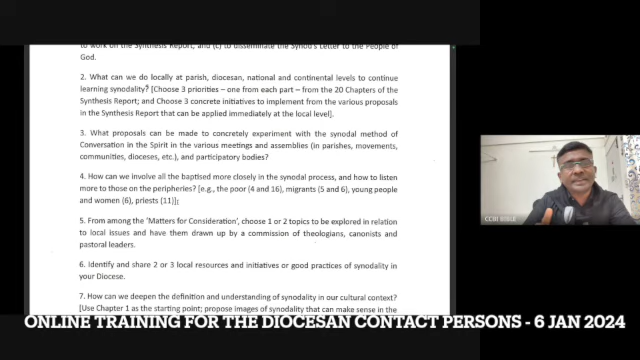 to work on the Synthesis Report, and (c) to disseminate the Synod's Letter to the People of
God.
2. What can we do locally at parish, diocesan, national and continental levels to continue
learning synodality? [Choose 3 priorities – one from each part – from the 20 Chapters of the
Synthesis Report; and Choose 3 concrete initiatives to implement from the various proposals
in the Synthesis Report that can be applied immediately at the local level].
3. What proposals can be made to concretely experiment with the synodal method of
Conversation in the Spirit in the various meetings and assemblies (in parishes, movements,
communities, dioceses, etc.), and participatory bodies?
4. How can we involve all the baptised more closely in the synodal process, and how to listen
more to those on the peripheries? [e.g., the poor (4 and 16), migrants (5 and 6), young people
and women (6), priests (11)]
5. From among the 'Matters for Consideration', choose 1 or 2 topics to be explored in relation
to local issues and have them drawn up by a commission of theologians, canonists and
pastoral leaders.
6. Identify and share 2 or 3 local resources and initiatives or good practices of synodality in
your Diocese.
7. How can we deepen the definition and understanding of synodality in our cultural context?
[Use Chapter 1 as the starting point; propose images of synodality that can make sense in the
CCBI BIBLE
ONLINE TRAINING FOR THE DIOCESAN CONTACT PERSONS - 6 JAN 2024